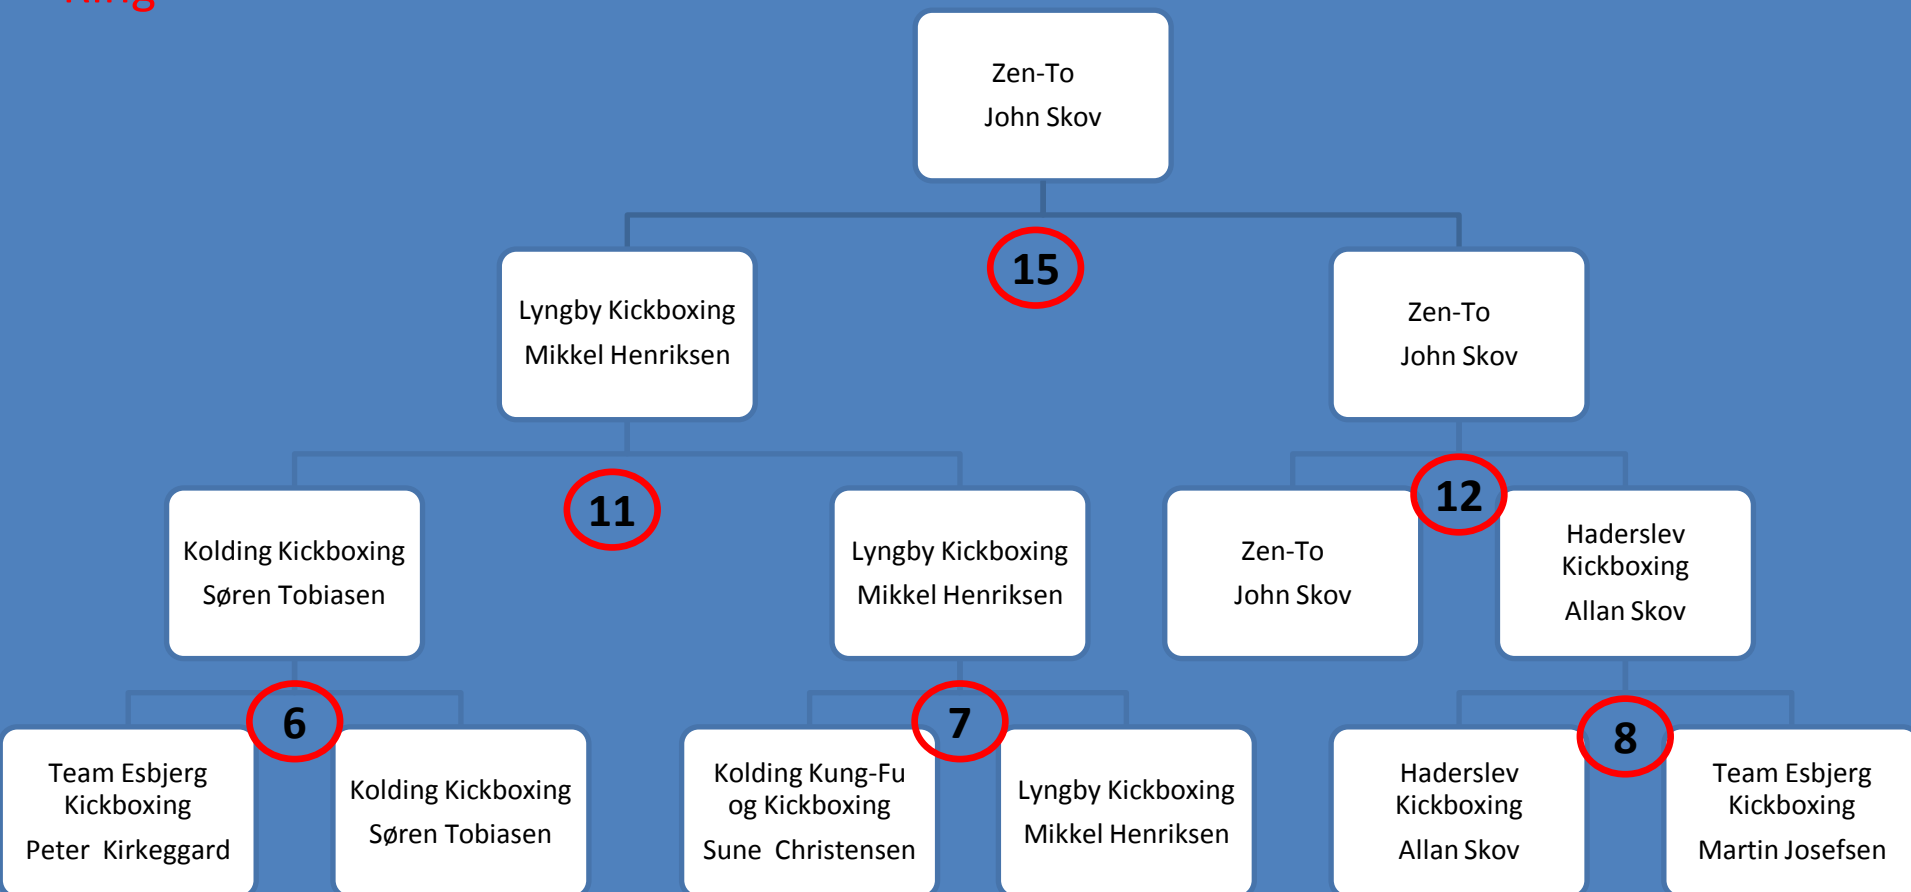 Zen-To
John Skov
15
Lyngby Kickboxing
Mikkel Henriksen
Zen-To
John Skov
11
12
Kolding Kickboxing
Søren Tobiasen
Lyngby Kickboxing
Mikkel Henriksen
Zen-To
John Skov
Haderslev
Kickboxing
Allan Skov
6
7
8
Team Esbjerg
Kickboxing
Peter Kirkeggard
Kolding Kickboxing
Søren Tobiasen
Kolding Kung-Fu
og Kickboxing
Sune Christensen
Lyngby Kickboxing
Mikkel Henriksen
Haderslev
Kickboxing
Allan Skov
Team Esbjerg
Kickboxing
Martin Josefsen